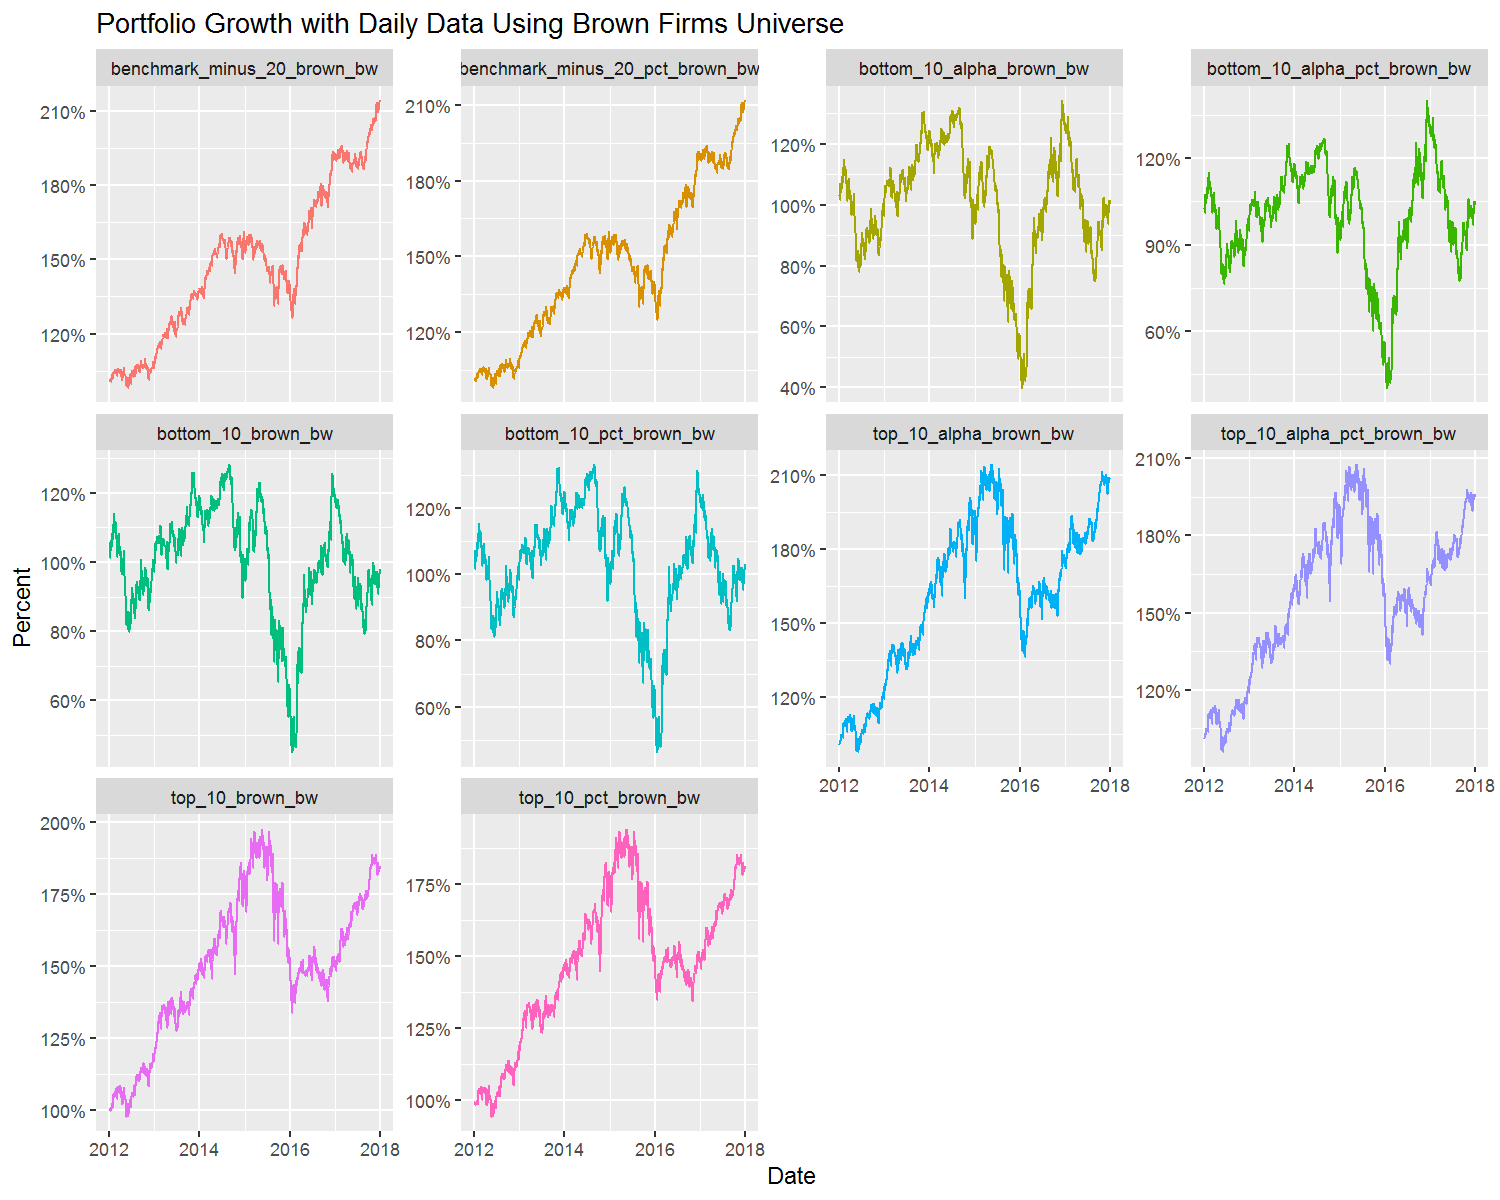 Portfolio Growth with Daily Data Using Brown Firms Universe
benchmark_minus_20_brown_bw
benchmark_minus_20_pct_brown_bw
bottom_10_alpha_brown_bw
bottom_10_alpha_pct_brown_bw
210%
180%
150%
120%
210%
180%
150%
120%
120%
100%
80%
60%
40%
120%
90%
60%
bottom_10_brown_bw
bottom_10_pct_brown_bw
top_10_alpha_brown_bw
top_10_alpha_pct_brown_bw
120%
100%
80%
60%
120%
100%
80%
60%
210%
180%
150%
120%
2012 2014 2016 2018
210%
180%
150%
120%
2012 2014 2016 2018
top_10_brown_bw
top_10_pct_brown_bw
200%
175%
150%
125%
100%
2012 2014 2016 2018
175%
150%
125%
100%
2012 2014 2016 2018
Percent
Date